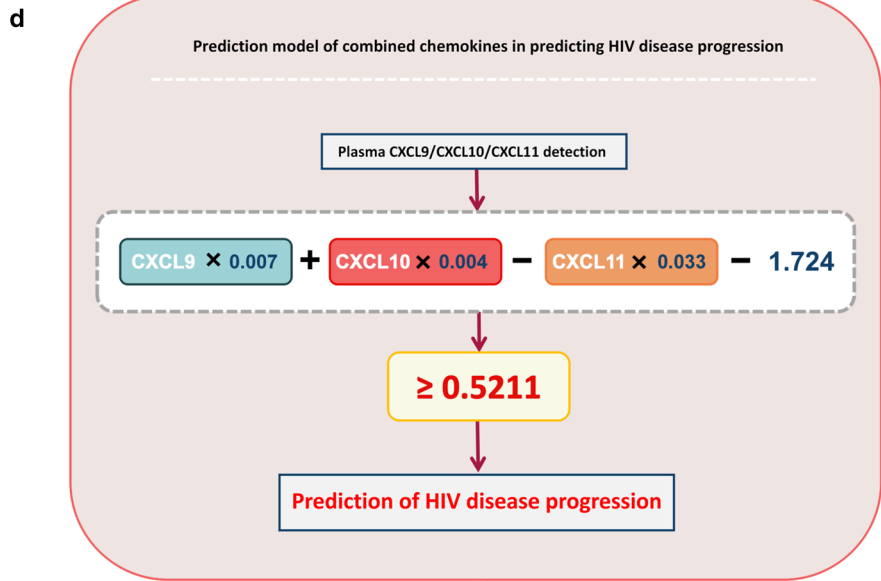 d
Prediction model of combined chemokines in predicting HIV disease progression
Plasma CXCL9/CXCL10/CXCL11 detection
CXCL9 × 0.007 + CXCL10 × 0.004 − CXCL11 × 0.033 − 1.724
≥ 0.5211
Prediction of HIV disease progression